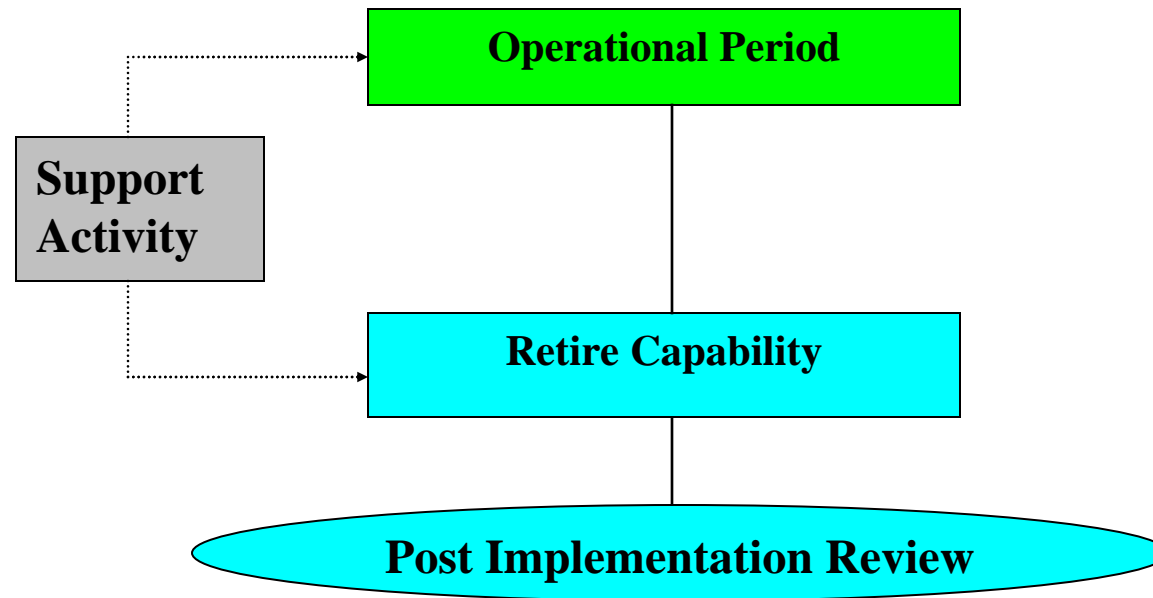 Operational Period
Support
Activity
Retire Capability
Post Implementation Review